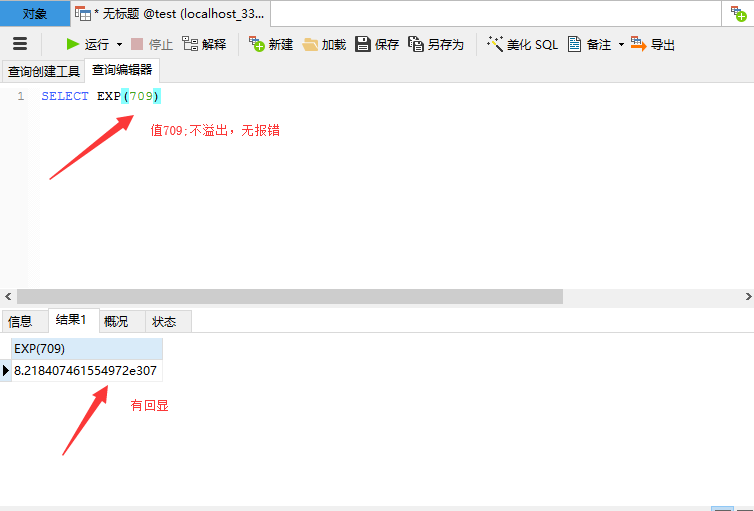 对象 * 无标题 @test (localhost_33...
运行 停止 解释 新建 加载 保存 另存为 美化 SQL 备注 导出
查询创建工具 查询编辑器
1 SELECT EXP(709)
值709;不溢出，无报错
信息 结果1 概况 状态
EXP(709)
8.218407461554972e307
有回显